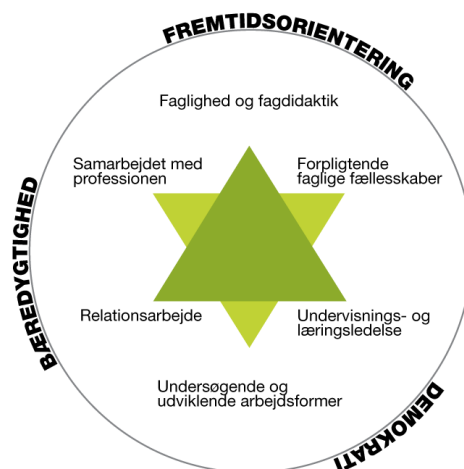 FREMTIDSORIENTERING
Faglighed og fagdidaktik
Samarbejdet med
professionen
Forpligtende
faglige fællesskaber
BÆREDYGTIGHED
Relationsarbejde
Undervisnings- og
læringsledelse
Undersøgende og
udviklende arbejdsformer
DEMOKRATI